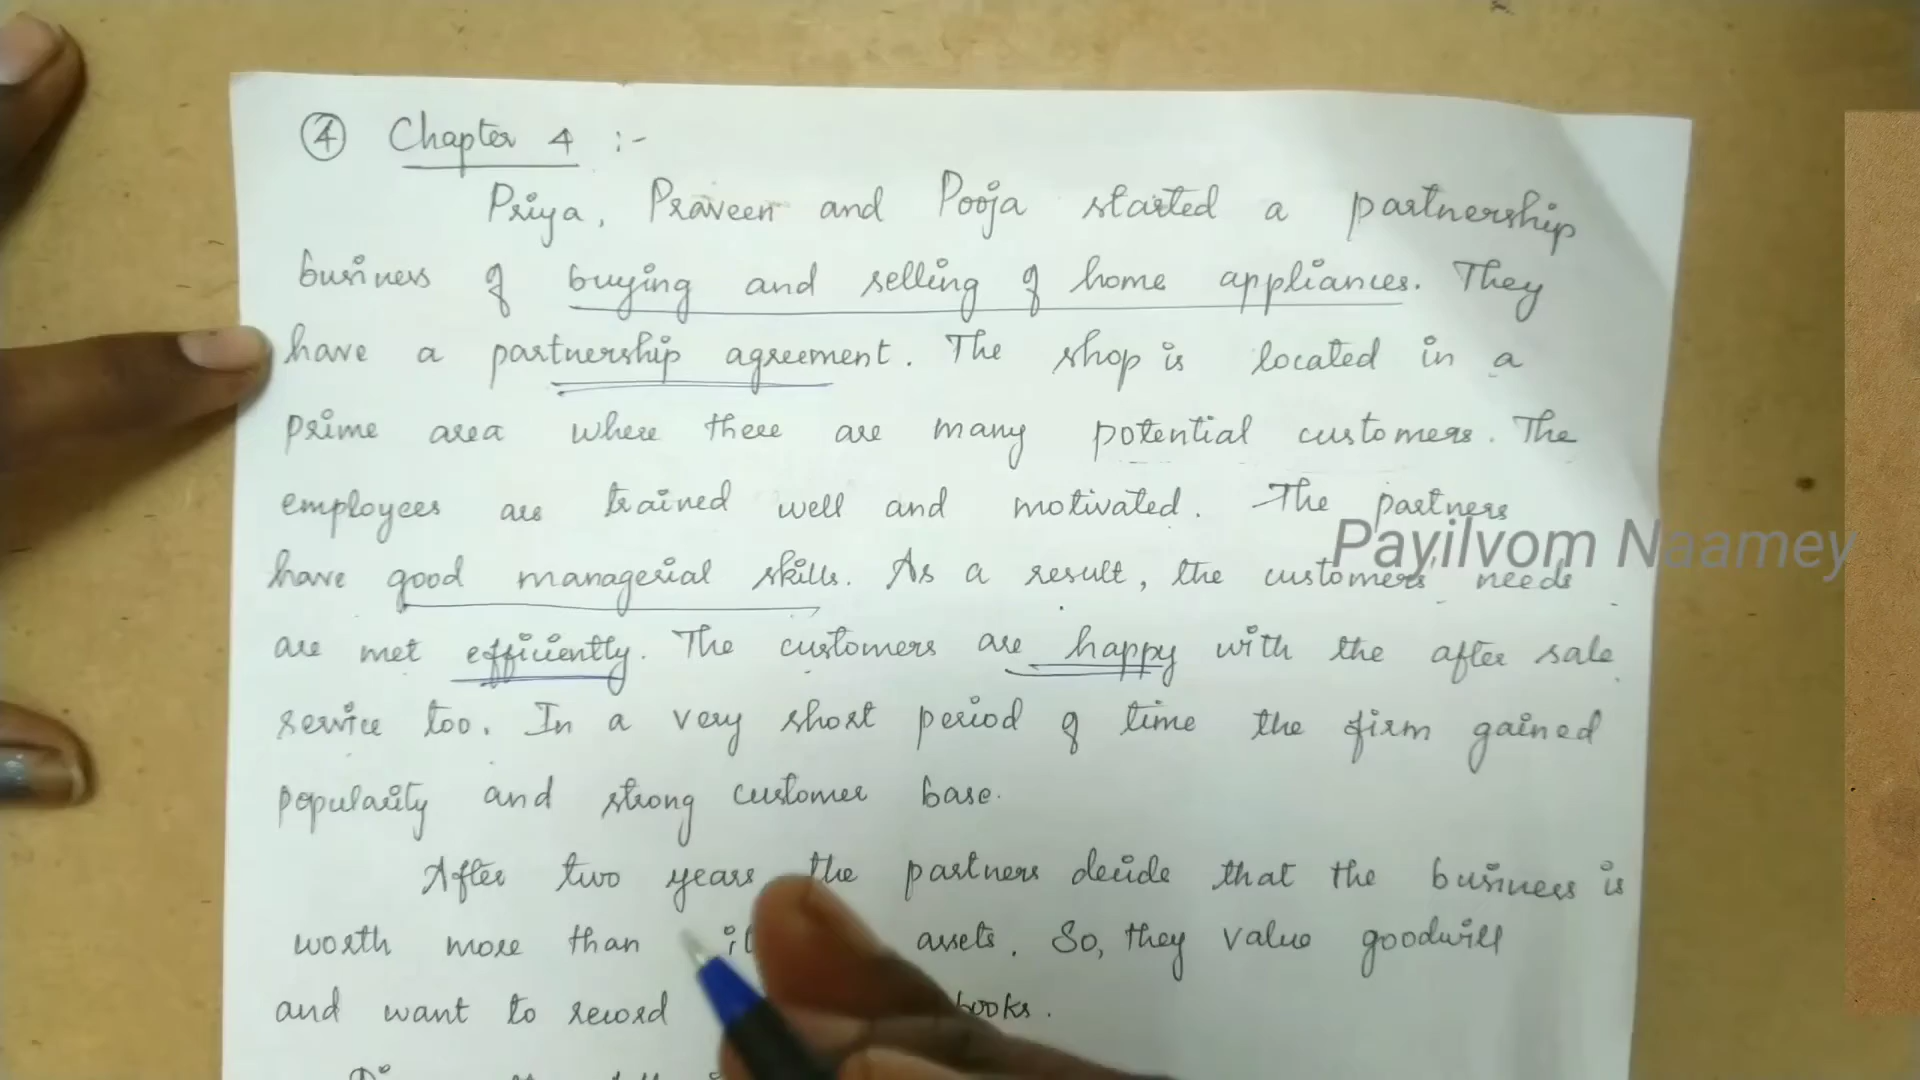 ④ Chapter 4 :-
Priya, Praveen and Pooja started a partnership
business of buying and selling of home appliances. They
have a partnership agreement. The shop is located in a
prime area where there are many potential customers. The
employees are trained well and motivated. The partners
have good managerial skills. As a result, the customers' needs
are met efficiently. The customers are happy with the after sale
service too. In a very short period of time the firm gained
popularity and strong customer base.
After two years the partners decide that the business is
worth more than assets. So, they value goodwill
and want to record books.
Payilvom Naamey